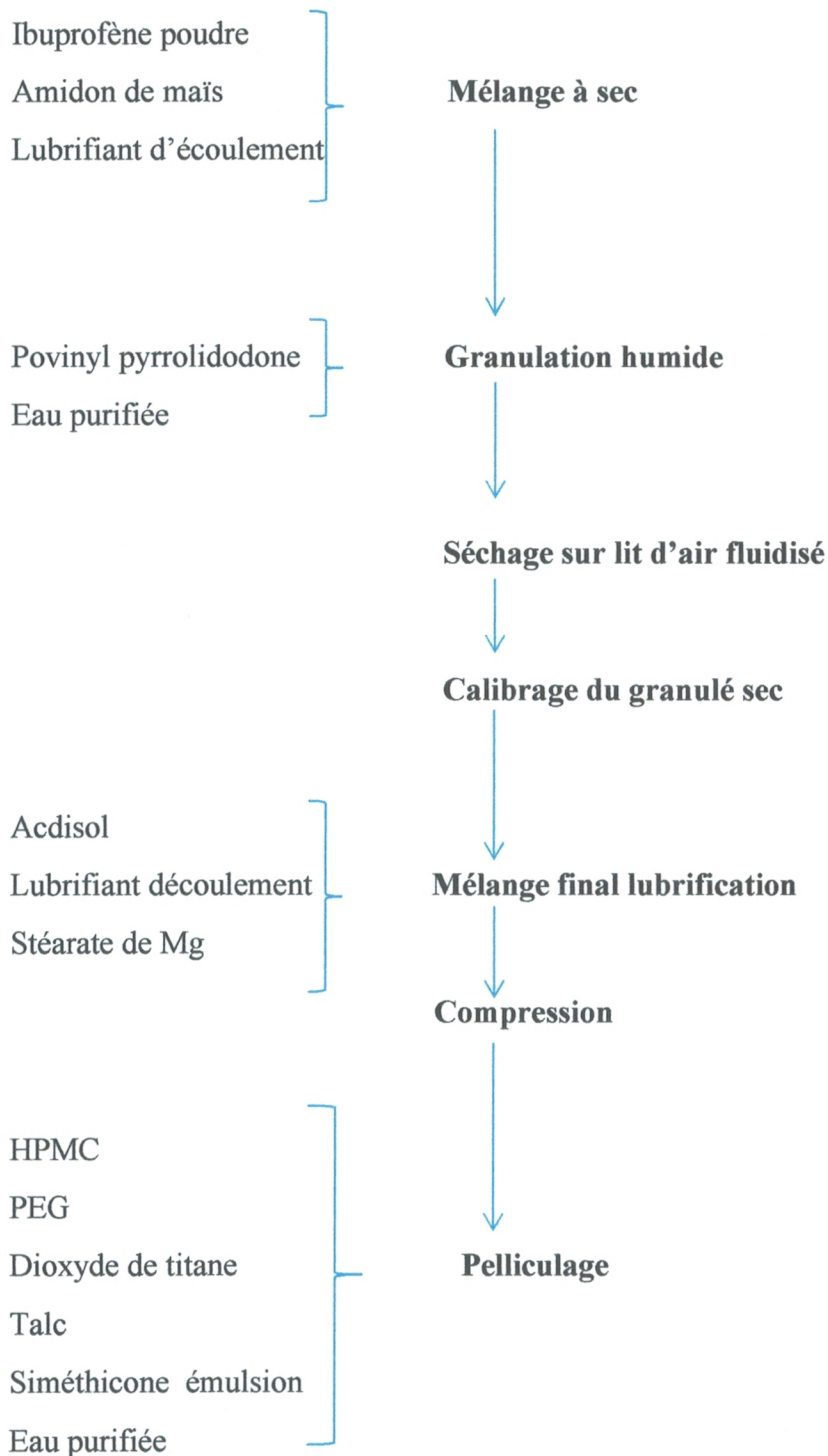 Ibuprofène poudre
Amidon de maïs
Lubrifiant d'écoulement
Mélange à sec
Povinyl pyrrolidodone
Eau purifiée
Granulation humide
Séchage sur lit d'air fluidisé
Calibrage du granulé sec
Acdisol
Lubrifiant découlement
Stéarate de Mg
Mélange final lubrification
Compression
HPMC
PEG
Dioxyde de titane
Talc
Siméthicone émulsion
Eau purifiée
Pelliculage